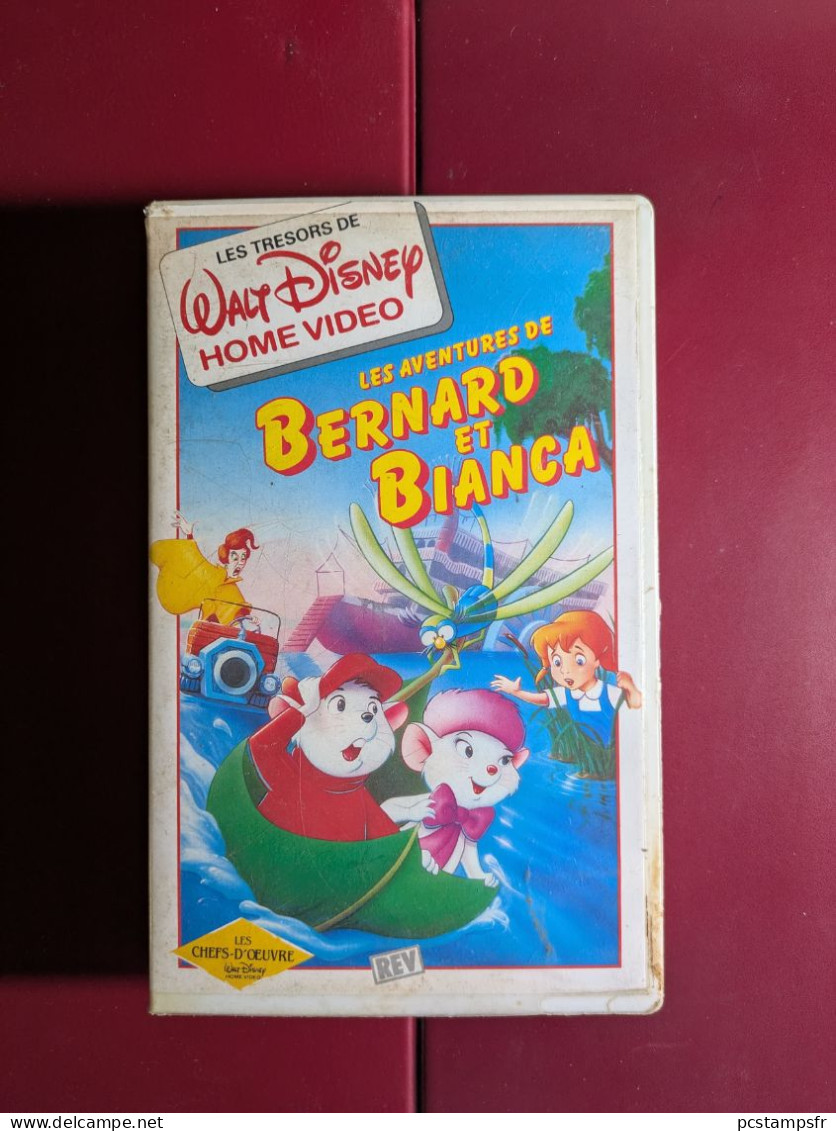 LES TRESORS DE
WALT DISNEY
HOME VIDEO
LES AVENTURES DE
BERNARD
ET
BIANCA
LES
CHEFS-D'OEUVRE
Walt Disney
HOME VIDEO
REV
delcampe.net
pcstampsfr